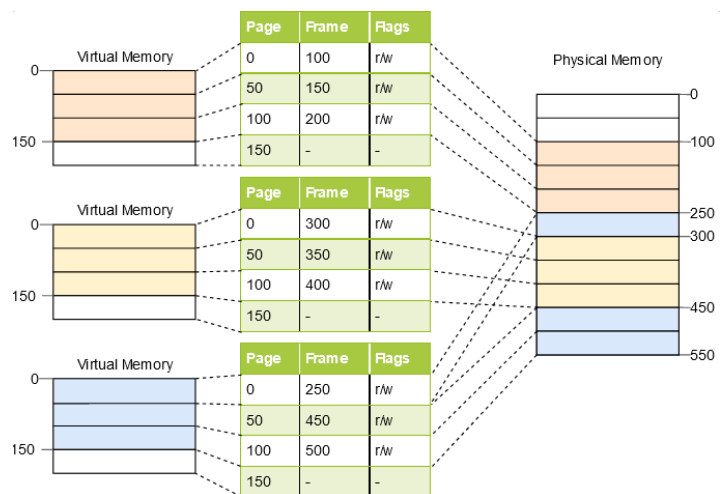 Page Frame Flags
Virtual Memory
0
150
0 100 r/w
50 150 r/w
100 200 r/w
150 - -
Physical Memory
0
100
250
300
450
550
Page Frame Flags
Virtual Memory
0
150
0 300 r/w
50 350 r/w
100 400 r/w
150 - -
Page Frame Flags
Virtual Memory
0
150
0 250 r/w
50 450 r/w
100 500 r/w
150 - -